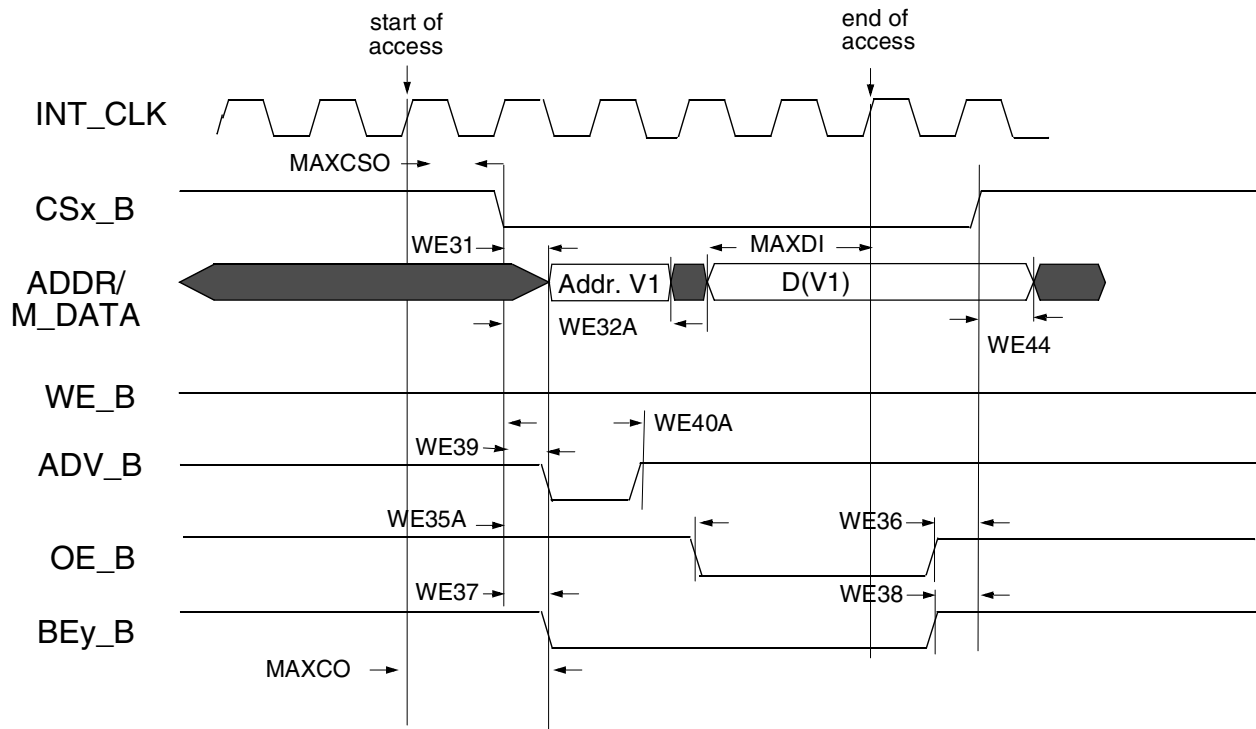 start of
access
end of
access
INT_CLK
MAXCSO
CSx_B
WE31
MAXDI
ADDR/
M_DATA
Addr. V1
D(V1)
WE32A
WE44
WE_B
WE40A
WE39
ADV_B
WE35A
WE36
OE_B
WE37
WE38
BEy_B
MAXCO